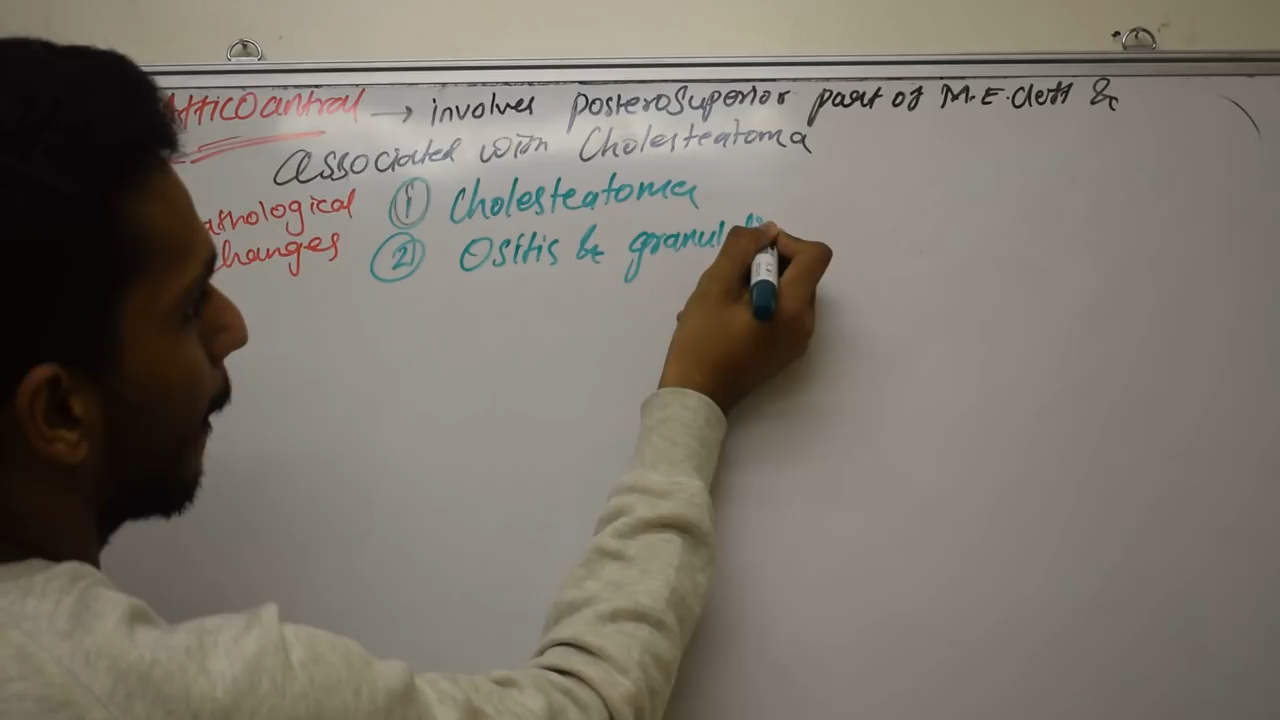 AtticOantral → involves posteroSuperior part of M.E.cleft &
associated with Cholesteatoma
athological ① Cholesteatoma
changes ② Ositis & granul